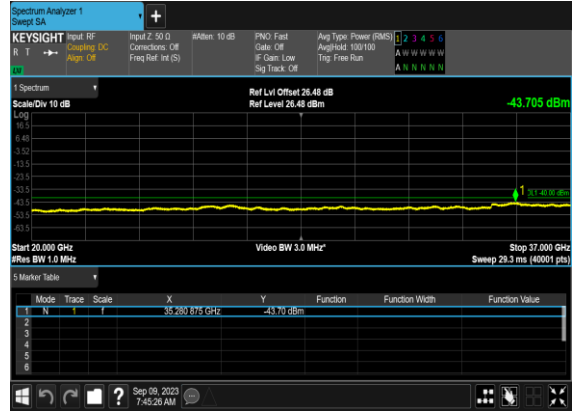 Spectrum Analyzer 1
Swept SA
+
KEYSIGHT Input: RF Input Z: 50 Ω #Atten: 10 dB PNO: Fast Avg Type: Power (RMS) 1 2 3 4 5 6
R T Coupling: DC Corrections: Off Gate: Off Avg|Hold: 100/100 A W W W W W
Align: Off Freq Ref: Int (S) IF Gain: Low Trig: Free Run
LW Sig Track: Off A N N N N N
1 Spectrum
Scale/Div 10 dB Ref Lvl Offset 26.48 dB
Ref Level 26.48 dBm -43.705 dBm
Log
16.5
6.48
-3.52
-13.5
-23.5
-33.5
-43.5
-53.5
-63.5
1 -40.00 dBm
Start 20.000 GHz Video BW 3.0 MHz* Stop 37.000 GHz
#Res BW 1.0 MHz Sweep 29.3 ms (40001 pts)
5 Marker Table
Mode Trace Scale X Y Function Function Width Function Value
1 N 1 f 35.280 875 GHz -43.70 dBm
2
3
4
5
6
? Sep 09, 2023
7:45:26 AM